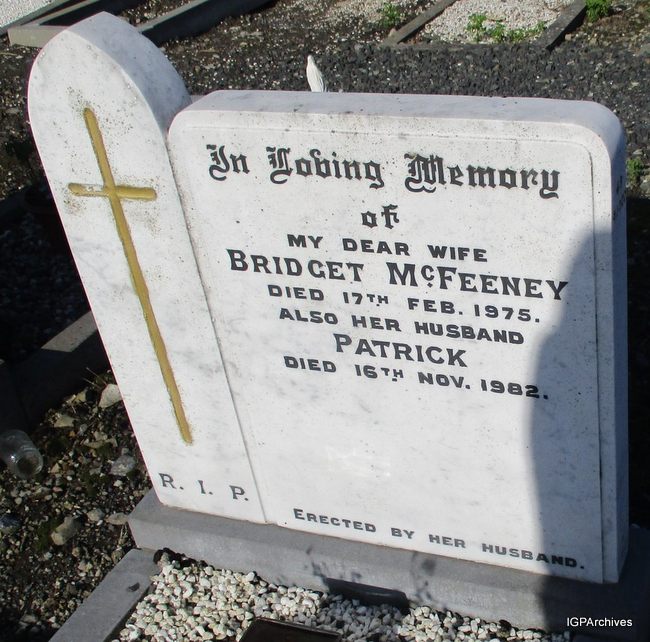 In Loving Memory
of
MY DEAR WIFE
BRIDGET McFEENEY
DIED 17TH FEB. 1975.
ALSO HER HUSBAND
PATRICK
DIED 16TH NOV. 1982.
R. I. P.
ERECTED BY HER HUSBAND.
IGPArchives